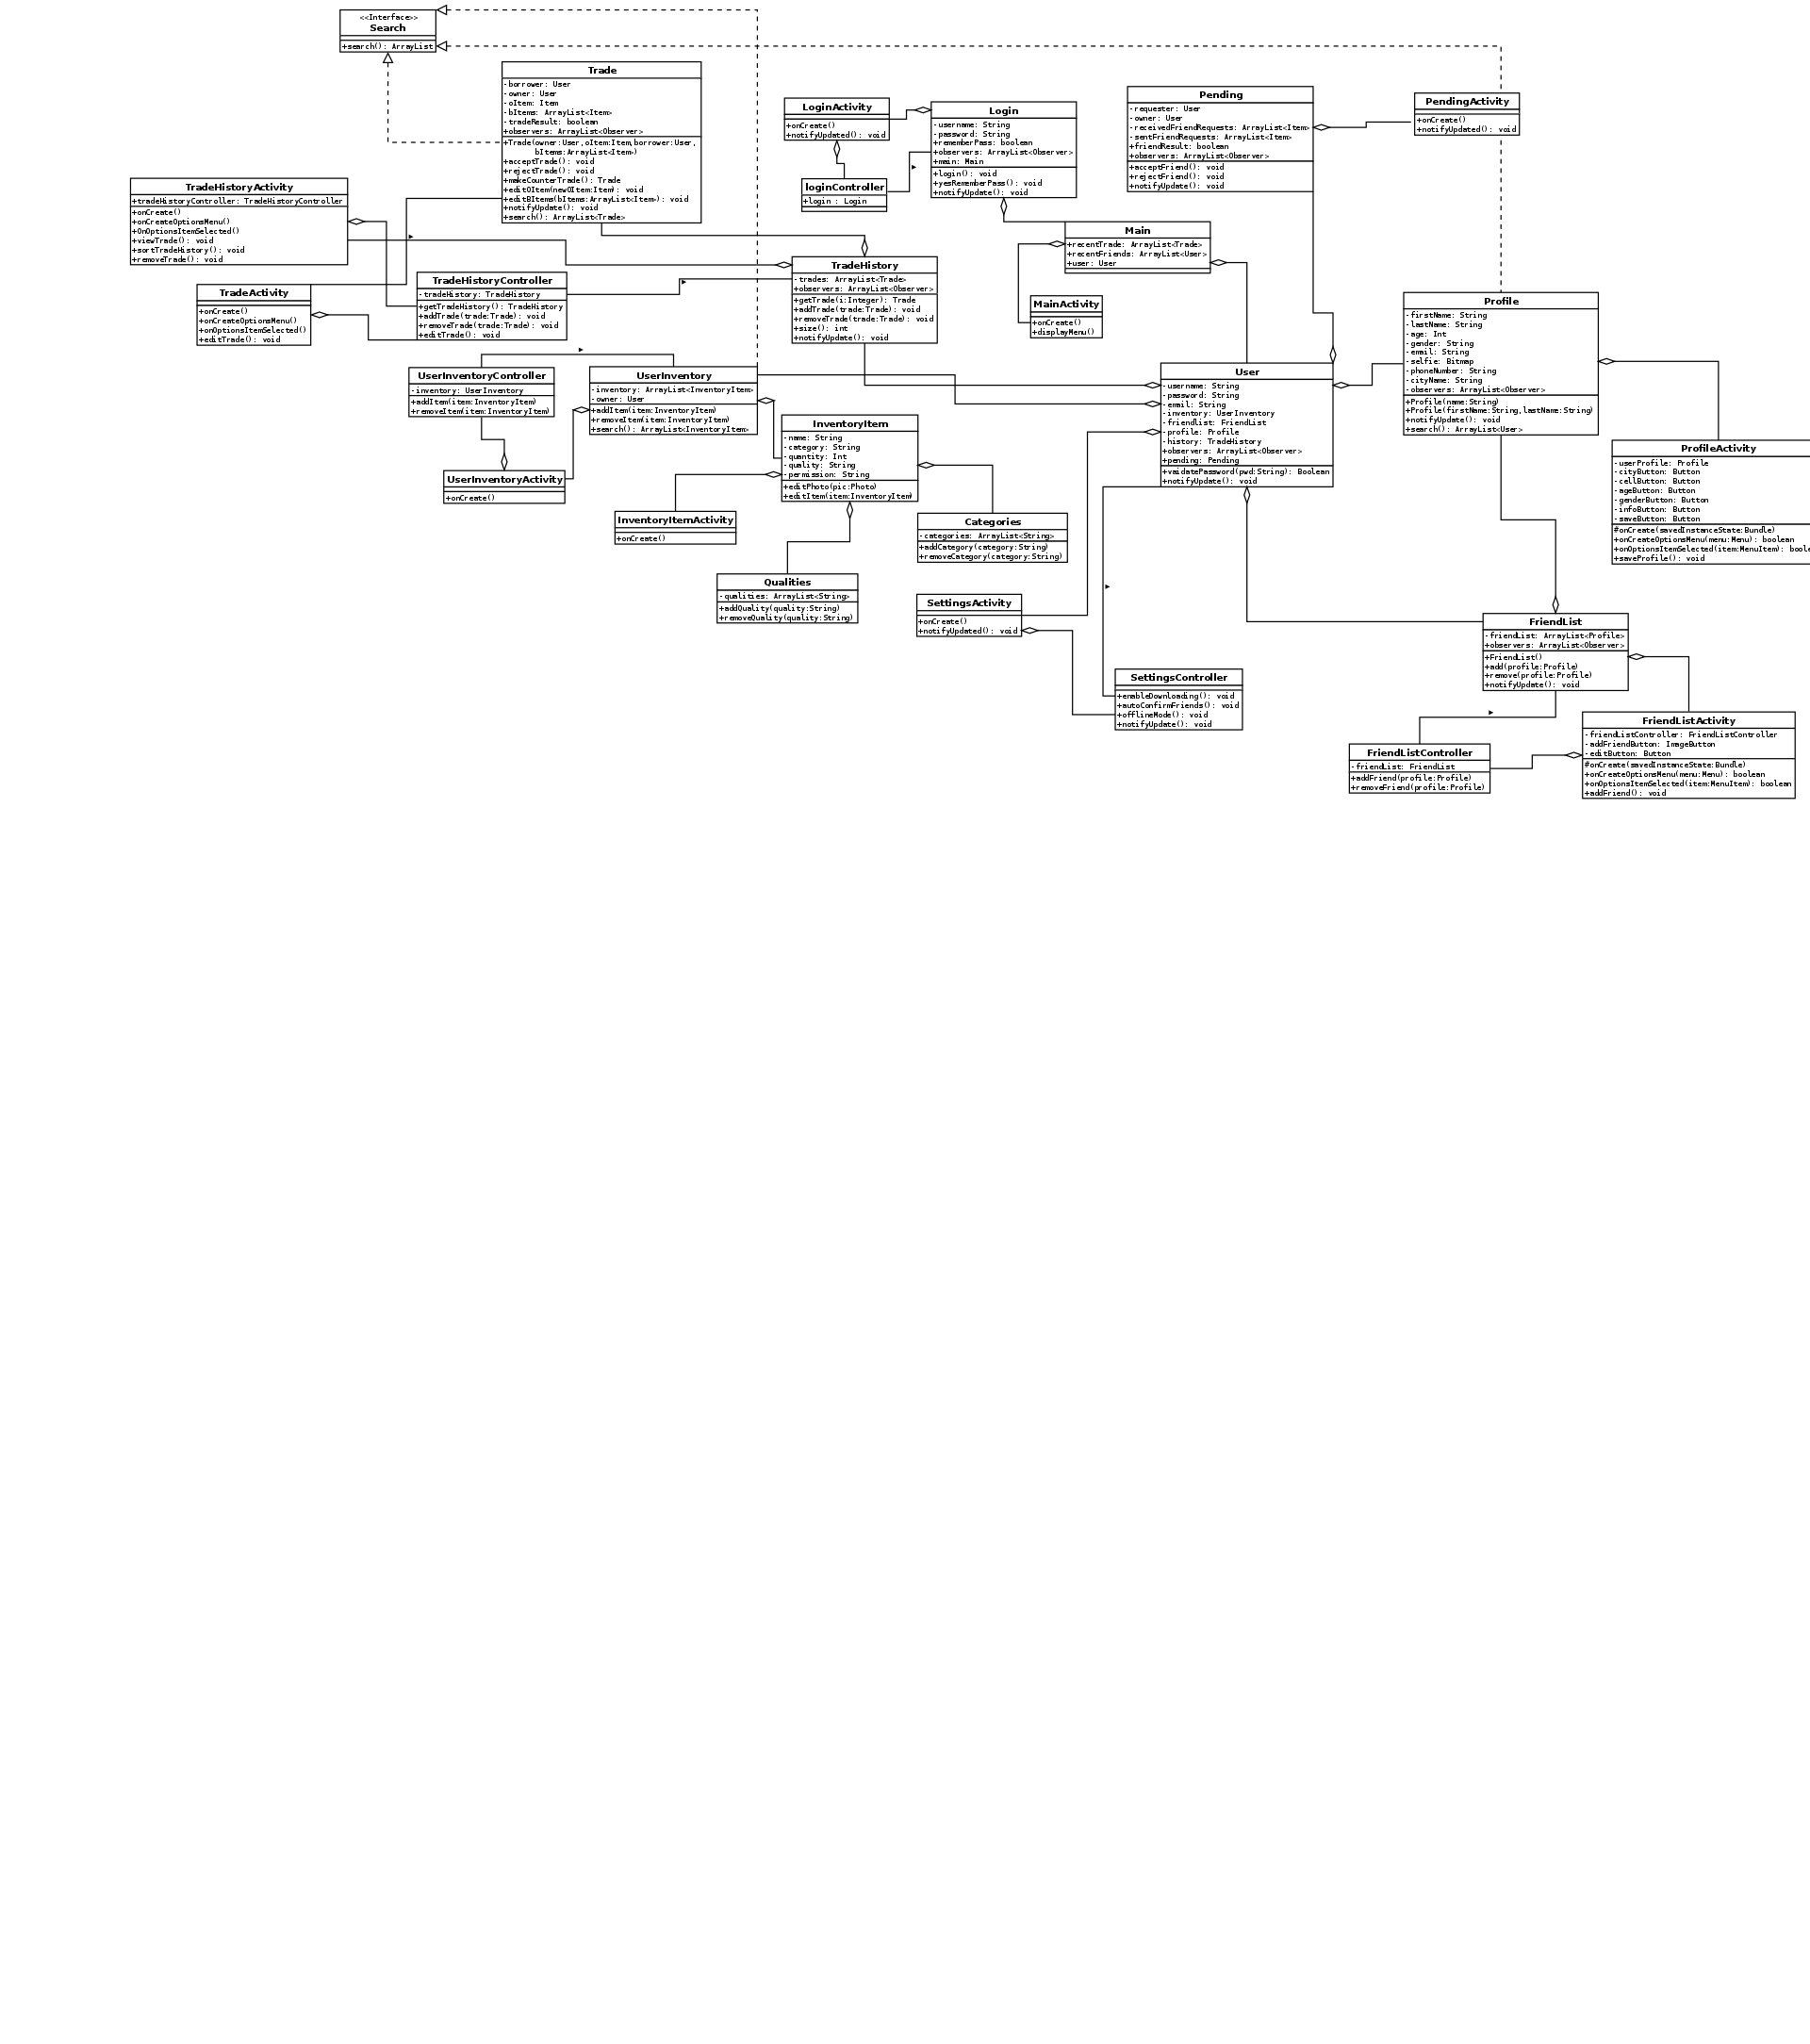 <<Interface>>
Search
+search(): ArrayList
Trade
-borrower: User
-owner: User
-oItem: Item
-bItems: ArrayList<Item>
-tradeResult: boolean
+observers: ArrayList<Observer>
+Trade(owner:User,oItem:Item,borrower:User,
bItems:ArrayList<Item>)
+acceptTrade(): void
+rejectTrade(): void
+makeCounterTrade(): Trade
+editOItem(newOItem:Item): void
+editBItems(bItems:ArrayList<Item>): void
+notifyUpdate(): void
+search(): ArrayList<Trade>
LoginActivity
+onCreate()
+notifyUpdated(): void
Login
-username: String
-password: String
+rememberPass: boolean
+observers: ArrayList<Observer>
+main: Main
+login(): void
+yesRememberPass(): void
+notifyUpdate(): void
Pending
-requester: User
-owner: User
-receivedFriendRequests: ArrayList<Item>
-sentFriendRequests: ArrayList<Item>
+friendResult: boolean
+observers: ArrayList<Observer>
+acceptFriend(): void
+rejectFriend(): void
+notifyUpdate(): void
PendingActivity
+onCreate()
+notifyUpdated(): void
TradeHistoryActivity
+tradeHistoryController: TradeHistoryController
+onCreate()
+onCreateOptionsMenu()
+OnOptionsItemSelected()
+viewTrade(): void
+sortTradeHistory(): void
+removeTrade(): void
loginController
+login : Login
Main
+recentTrade: ArrayList<Trade>
+recentFriends: ArrayList<User>
+user: User
TradeHistory
-trades: ArrayList<Trade>
+observers: ArrayList<Observer>
+getTrade(i:Integer): Trade
+addTrade(trade:Trade): void
+removeTrade(trade:Trade): void
+size(): int
+notifyUpdate(): void
TradeHistoryController
-tradeHistory: TradeHistory
+getTradeHistory(): TradeHistory
+addTrade(trade:Trade): void
+removeTrade(trade:Trade): void
+editTrade(): void
TradeActivity
+onCreate()
+onCreateOptionsMenu()
+onOptionsItemSelected()
+editTrade(): void
MainActivity
+onCreate()
+displayMenu()
Profile
-firstName: String
-lastName: String
-age: Int
-gender: String
-email: String
-selfie: Bitmap
-phoneNumber: String
-cityName: String
-observers: ArrayList<Observer>
+Profile(name:String)
+Profile(firstName:String,lastName:String)
+notifyUpdate(): void
+search(): ArrayList<User>
UserInventoryController
-inventory: UserInventory
+addItem(item:InventoryItem)
+removeItem(item:InventoryItem)
UserInventory
-inventory: ArrayList<InventoryItem>
-owner: User
+addItem(item:InventoryItem)
+removeItem(item:InventoryItem)
+search(): ArrayList<InventoryItem>
User
-username: String
-password: String
-email: String
-inventory: UserInventory
-friendlist: FriendList
-profile: Profile
-history: TradeHistory
+observers: ArrayList<Observer>
+pending: Pending
+validatePassword(pwd:String): Boolean
+notifyUpdate(): void
InventoryItem
-name: String
-category: String
-quantity: Int
-quality: String
-permission: String
+editPhoto(pic:Photo)
+editItem(item:InventoryItem)
ProfileActivity
-userProfile: Profile
-cityButton: Button
-cellButton: Button
-ageButton: Button
-genderButton: Button
-infoButton: Button
-saveButton: Button
#onCreate(savedInstanceState:Bundle)
+onCreateOptionsMenu(menu:Menu): boolean
+onOptionsItemSelected(item:MenuItem): boole
+saveProfile(): void
UserInventoryActivity
+onCreate()
InventoryItemActivity
+onCreate()
Categories
-categories: ArrayList<String>
+addCategory(category:String)
+removeCategory(category:String)
Qualities
-qualities: ArrayList<String>
+addQuality(quality:String)
+removeQuality(quality:String)
SettingsActivity
+onCreate()
+notifyUpdated(): void
FriendList
-friendList: ArrayList<Profile>
+observers: ArrayList<Observer>
+FriendList()
+add(profile:Profile)
+remove(profile:Profile)
+notifyUpdate(): void
SettingsController
+enableDownloading(): void
+autoConfirmFriends(): void
+offlineMode(): void
+notifyUpdate(): void
FriendListActivity
-friendListController: FriendListController
-addFriendButton: ImageButton
-editButton: Button
#onCreate(savedInstanceState:Bundle)
+onCreateOptionsMenu(menu:Menu): boolean
+onOptionsItemSelected(item:MenuItem): boolean
+addFriend(): void
FriendListController
-friendList: FriendList
+addFriend(profile:Profile)
+removeFriend(profile:Profile)